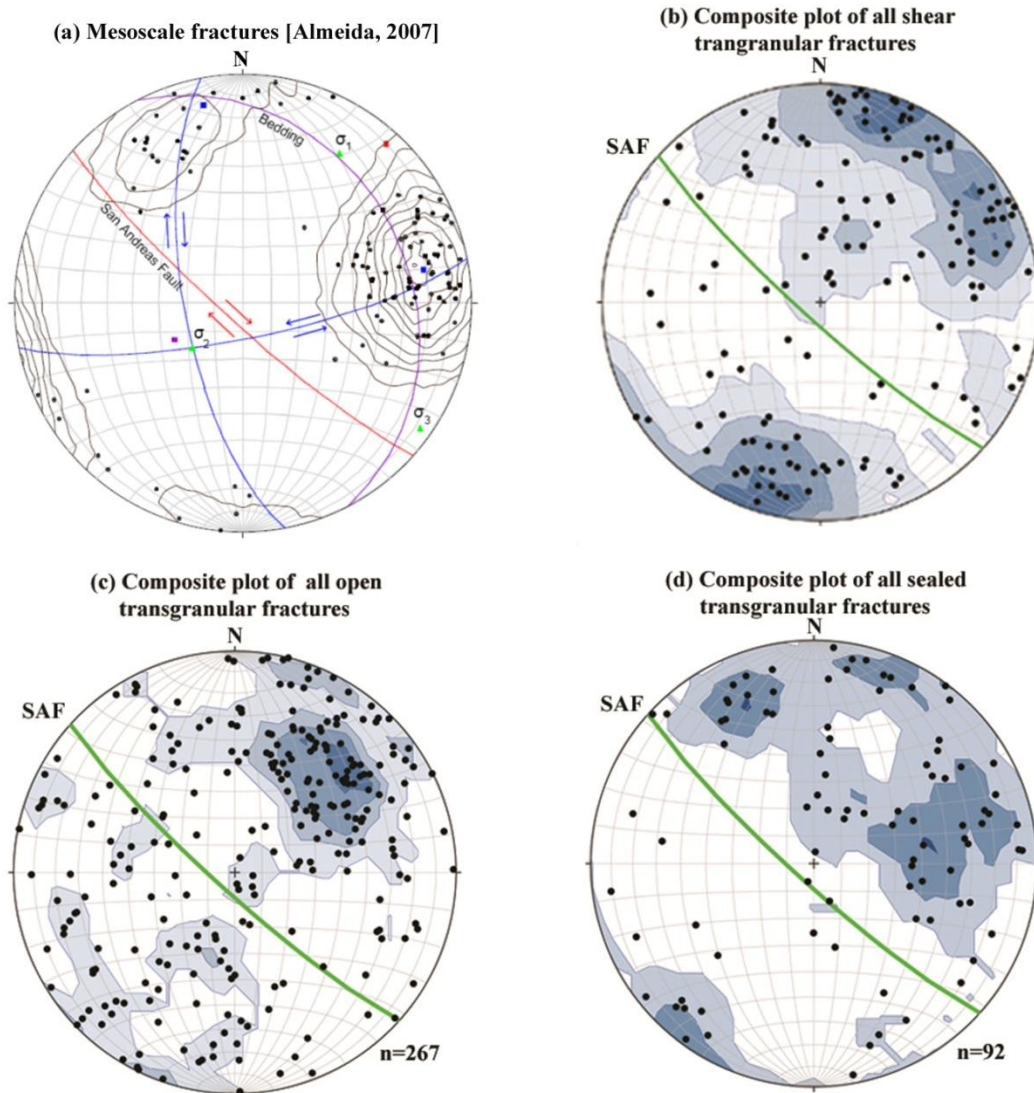 (a) Mesoscale fractures [Almeida, 2007]
N
Bedding
σ1
San Andreas Fault
σ2
σ3
(b) Composite plot of all shear
trangranular fractures
N
SAF
(c) Composite plot of all open
transgranular fractures
N
SAF
n=267
(d) Composite plot of all sealed
transgranular fractures
N
SAF
n=92